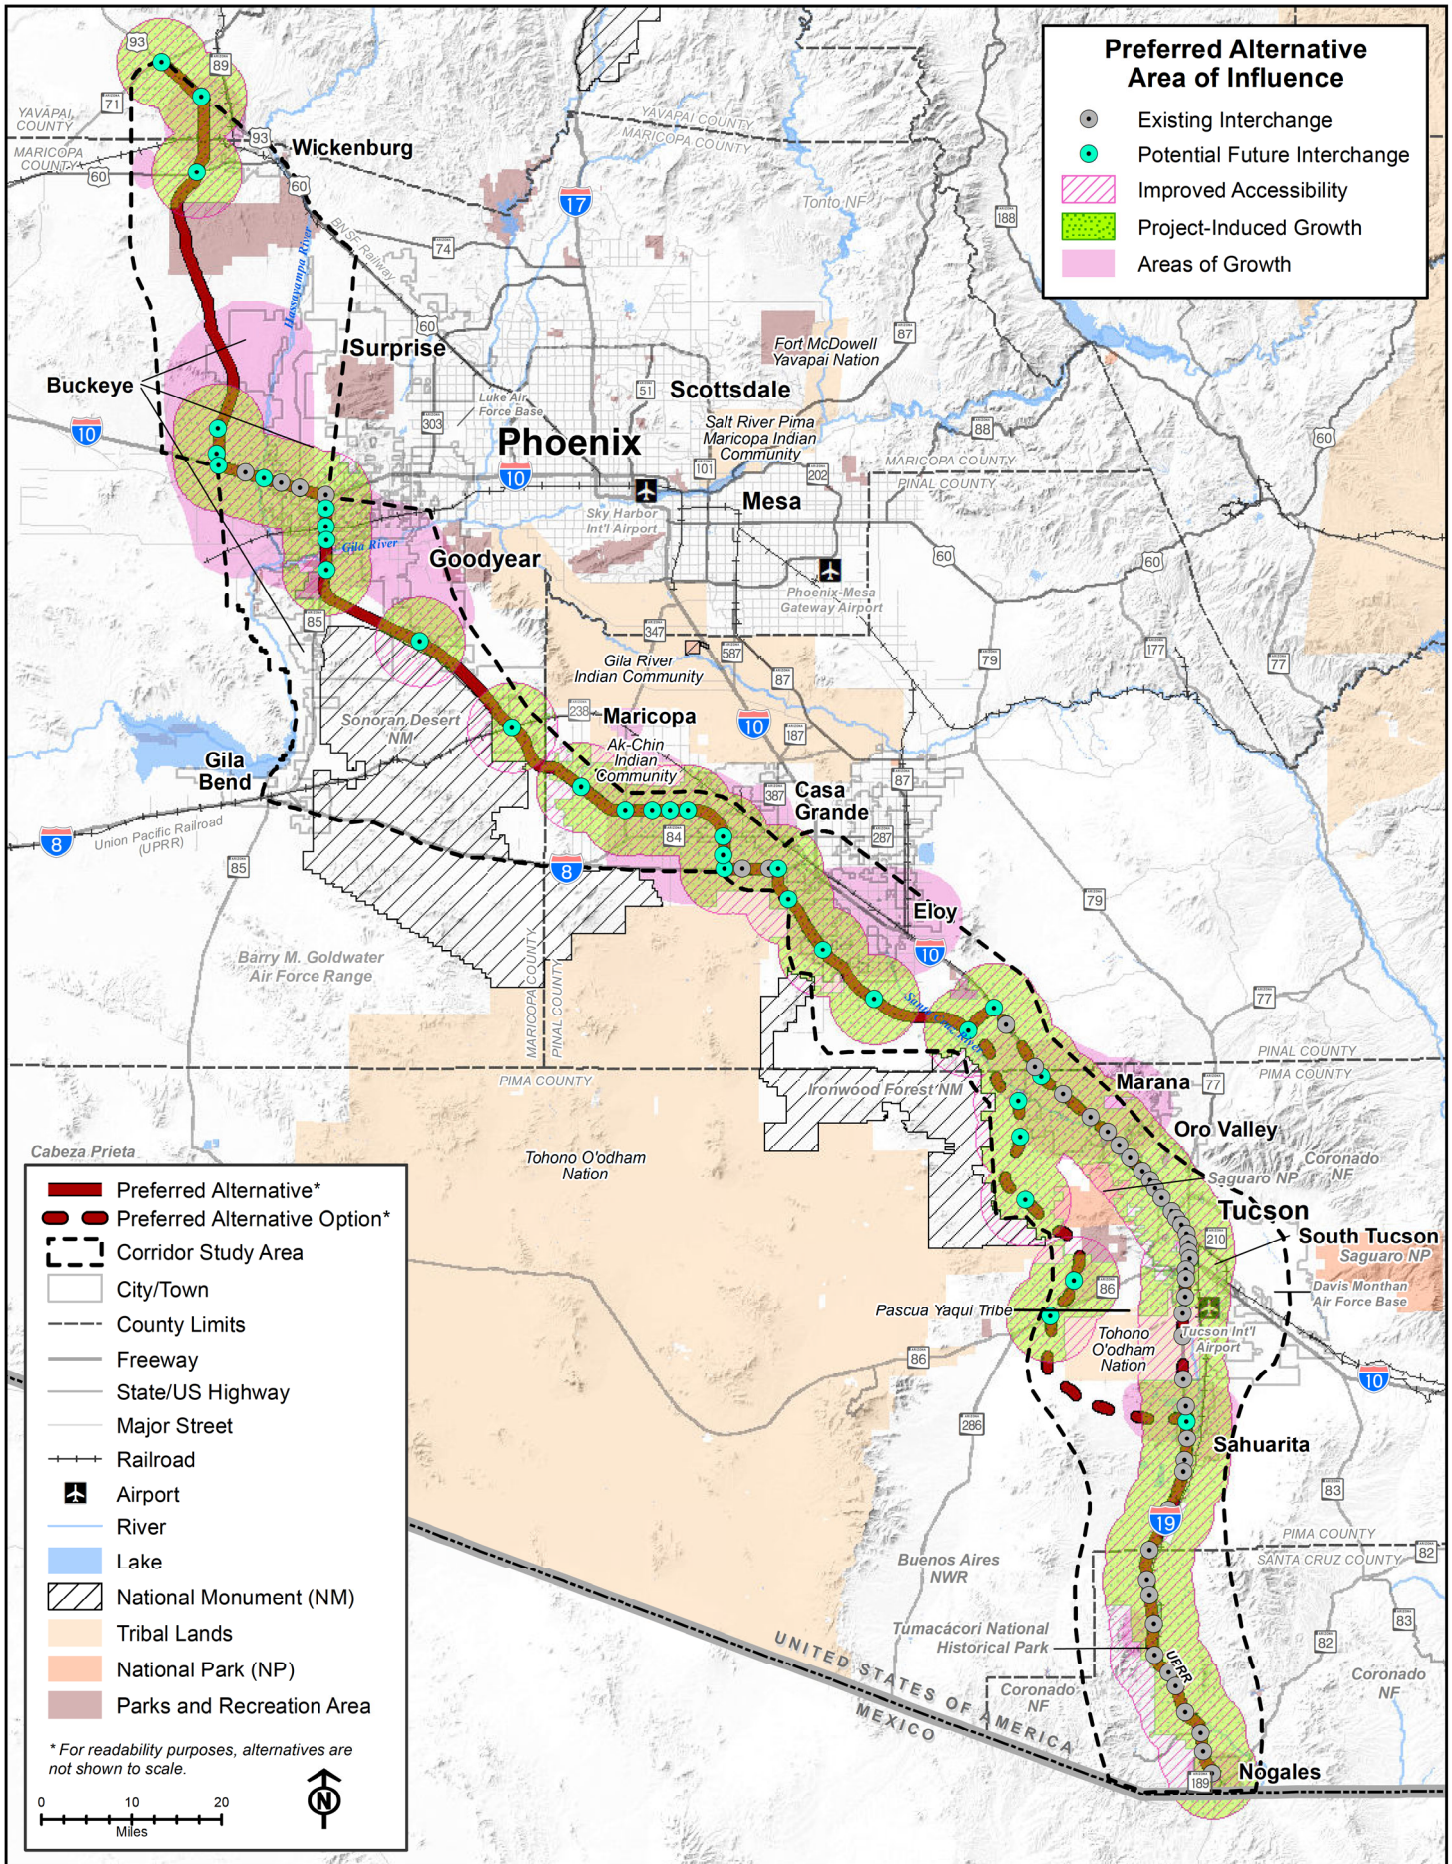 Preferred Alternative
Area of Influence
Existing Interchange
Potential Future Interchange
Improved Accessibility
Project-Induced Growth
Areas of Growth
93
89
71
YAVAPAI
COUNTY
MARICOPA
COUNTY
93
60
60
Wickenburg
YAVAPAI COUNTY
MARICOPA COUNTY
17
Tonto NF
188
BNSF Railway
74
Hassayampa River
60
Surprise
87
Fort McDowell
Yavapai Nation
Buckeye
51
Scottsdale
Luke Air
Force Base
303
10
Phoenix
Salt River Pima
Maricopa Indian
Community
88
60
10
101
202
MARICOPA COUNTY
PINAL COUNTY
Mesa
Sky Harbor
Int'l Airport
Gila River
Goodyear
60
60
Phoenix-Mesa
Gateway Airport
85
347
587
177
79
77
Gila River
Indian Community
87
Sonoran Desert
NM
238
Maricopa
10
187
Ak-Chin
Indian
Community
Gila
Bend
387
Casa
Grande
87
8
Union Pacific Railroad
(UPRR)
84
287
85
8
79
Eloy
10
Barry M. Goldwater
Air Force Range
MARICOPA COUNTY
PINAL COUNTY
Santa Cruz River
77
PIMA COUNTY
PINAL COUNTY
PIMA COUNTY
Ironwood Forest NM
Marana
77
Oro Valley
Cabeza Prieta
Tohono O'odham
Nation
Coronado
NF
Saguaro NP
Tucson
210
South Tucson
Saguaro NP
86
Davis Monthan
Air Force Base
Pascua Yaqui Tribe
Tohono
O'odham
Nation
Tucson Int'l
Airport
86
10
286
Sahuarita
83
19
PIMA COUNTY
SANTA CRUZ COUNTY
82
Buenos Aires
NWR
Tumacácori National
Historical Park
83
82
UPRR
Coronado
NF
Coronado
NF
UNITED STATES OF AMERICA
MEXICO
189
Nogales
Preferred Alternative*
Preferred Alternative Option*
Corridor Study Area
City/Town
County Limits
Freeway
State/US Highway
Major Street
Railroad
Airport
River
Lake
National Monument (NM)
Tribal Lands
National Park (NP)
Parks and Recreation Area
* For readability purposes, alternatives are
not shown to scale.
0 10 20
Miles
N